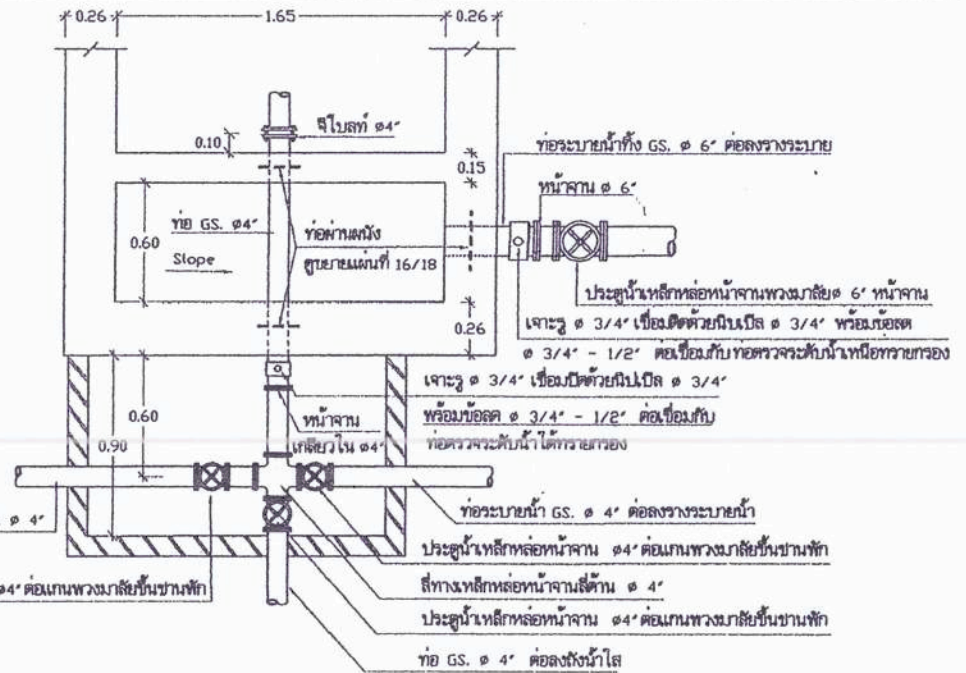 0.26
1.65
0.26
จิโบลท์ ø4"
0.10
ท่อระบายน้ำทิ้ง GS. ø 6" ต่อลงรางระบาย
0.15
หน้าจาน ø 6"
ท่อ GS. ø4"
ท่อผ่านผนัง
0.60
ดูขยายแผ่นที่ 16/18
Slope
ประตูน้ำเหล็กหล่อหน้าจานพวงมาลัยø 6" หน้าจาน
0.26
เจาะรู ø 3/4" เชื่อมติดด้วยนิปเปิล ø 3/4" พร้อมข้อลด
ø 3/4" - 1/2" ต่อเชื่อมกับ ท่อตรวจระดับน้ำเหนือทรายกรอง
เจาะรู ø 3/4" เชื่อมปิดด้วยนิปเปิล ø 3/4"
0.60
หน้าจาน
พร้อมข้อลด ø 3/4" - 1/2" ต่อเชื่อมกับ
0.90
เกลียวใน ø4"
ท่อตรวจระดับน้ำใต้ทรายกรอง
ø 4"
ท่อระบายน้ำ GS. ø 4" ต่อลงรางระบายน้ำ
ประตูน้ำเหล็กหล่อหน้าจาน ø4" ต่อแกนพวงมาลัยขึ้นชานพัก
ø4" ต่อแกนพวงมาลัยขึ้นชานพัก
สี่ทางเหล็กหล่อหน้าจานสี่ด้าน ø 4"
ประตูน้ำเหล็กหล่อหน้าจาน ø4" ต่อแกนพวงมาลัยขึ้นชานพัก
ท่อ GS. ø 4" ต่อลงถังน้ำใส